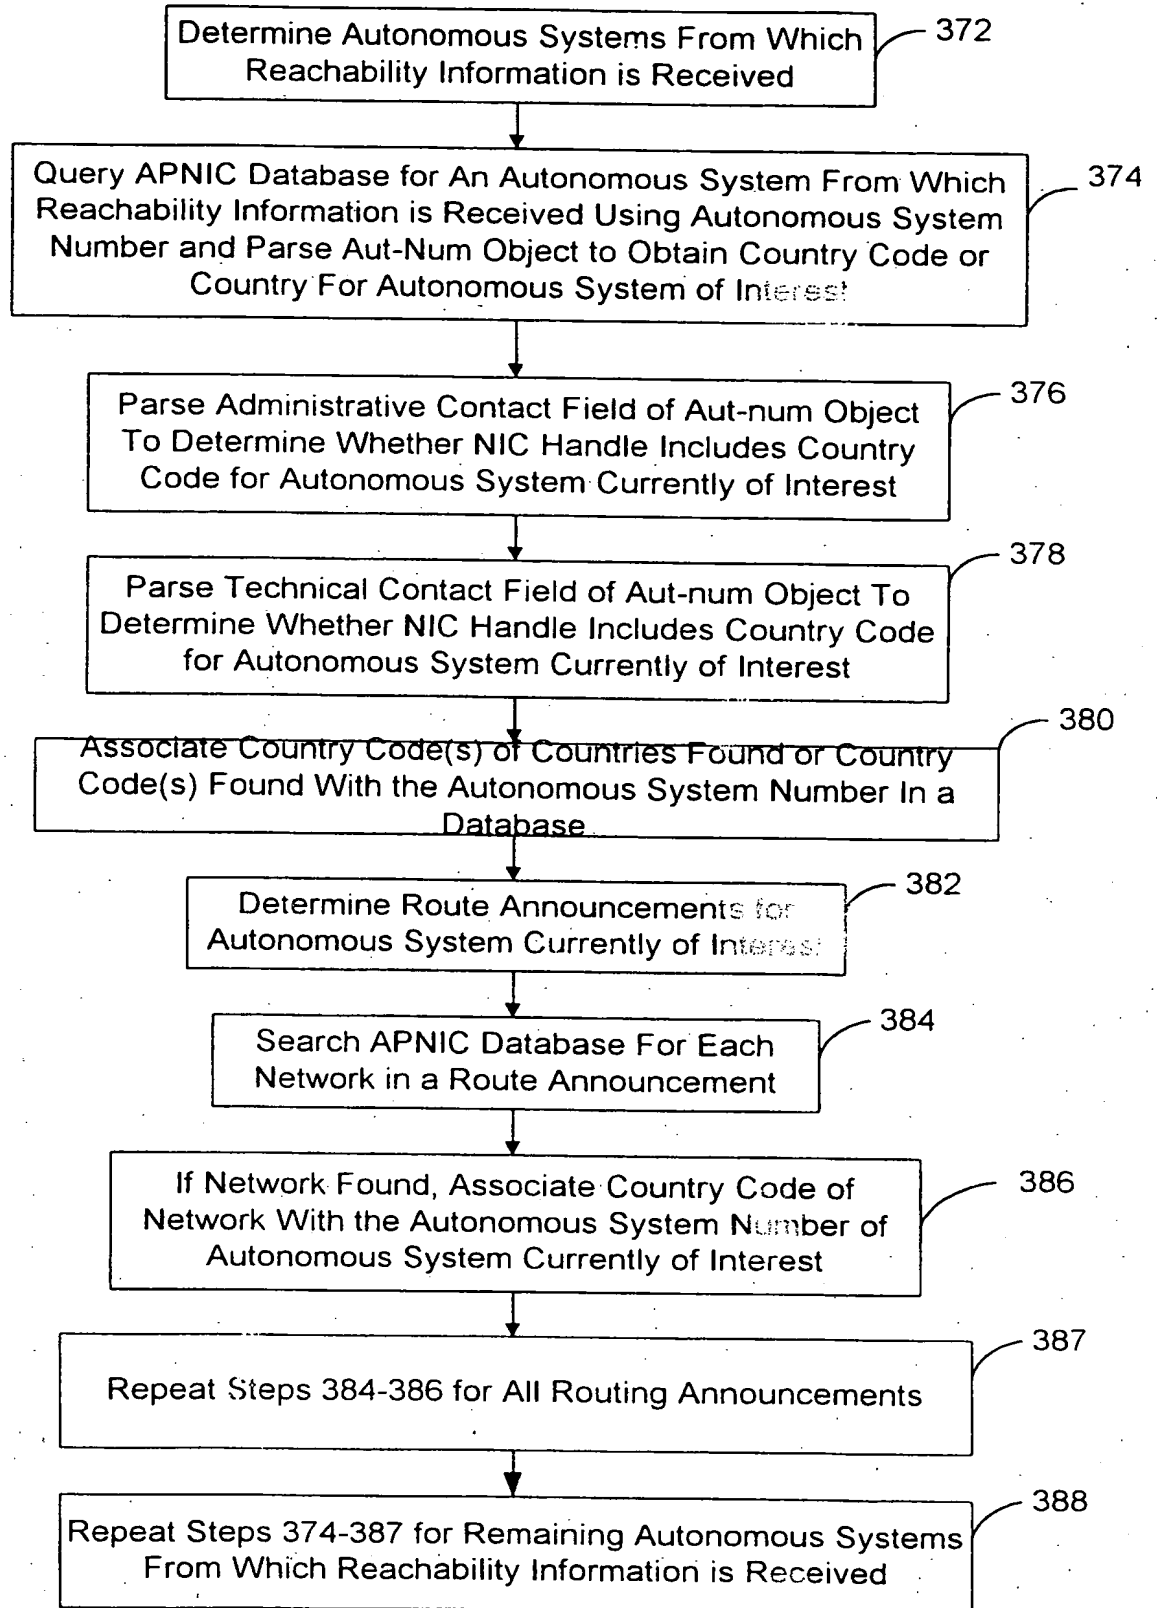 Determine Autonomous Systems From Which
Reachability Information is Received
372
Query APNIC Database for An Autonomous System From Which
Reachability Information is Received Using Autonomous System
Number and Parse Aut-Num Object to Obtain Country Code or
Country For Autonomous System of Interest
374
Parse Administrative Contact Field of Aut-num Object
To Determine Whether NIC Handle Includes Country
Code for Autonomous System Currently of Interest
376
Parse Technical Contact Field of Aut-num Object To
Determine Whether NIC Handle Includes Country Code
for Autonomous System Currently of Interest
378
Associate Country Code(s) of Countries Found or Country
Code(s) Found With the Autonomous System Number In a
Database
380
Determine Route Announcements for
Autonomous System Currently of Interest
382
Search APNIC Database For Each
Network in a Route Announcement
384
If Network Found, Associate Country Code of
Network With the Autonomous System Number of
Autonomous System Currently of Interest
386
Repeat Steps 384-386 for All Routing Announcements
387
Repeat Steps 374-387 for Remaining Autonomous Systems
From Which Reachability Information is Received
388